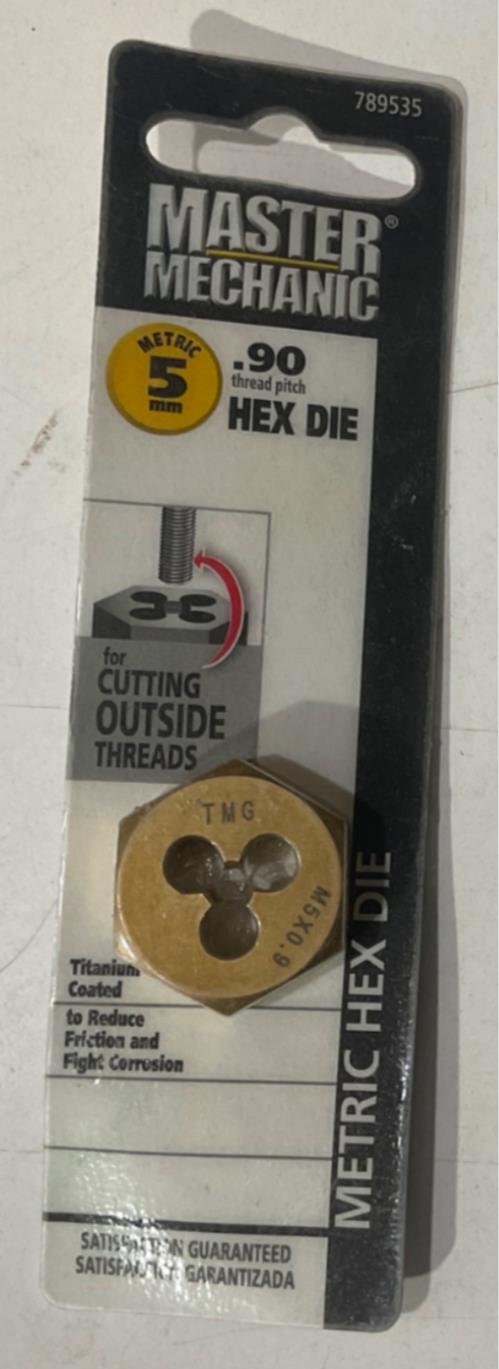 789535
MASTER®
MECHANIC
METRIC
5
mm
.90
thread pitch
HEX DIE
for
CUTTING
OUTSIDE
THREADS
TMG
M5X0.9
Titanium
Coated
to Reduce
Friction and
Fight Corrosion
METRIC HEX DIE
SATISFACTION GUARANTEED
SATISFACCIÓN GARANTIZADA